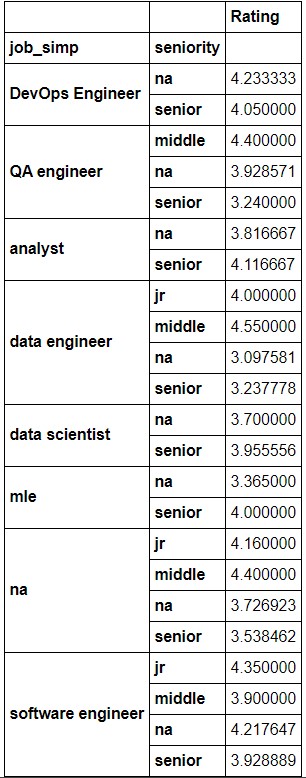 Rating
job_simp seniority
DevOps Engineer na 4.233333
senior 4.050000
QA engineer middle 4.400000
na 3.928571
senior 3.240000
analyst na 3.816667
senior 4.116667
data engineer jr 4.000000
middle 4.550000
na 3.097581
senior 3.237778
data scientist na 3.700000
senior 3.955556
mle na 3.365000
senior 4.000000
na jr 4.160000
middle 4.400000
na 3.726923
senior 3.538462
software engineer jr 4.350000
middle 3.900000
na 4.217647
senior 3.928889